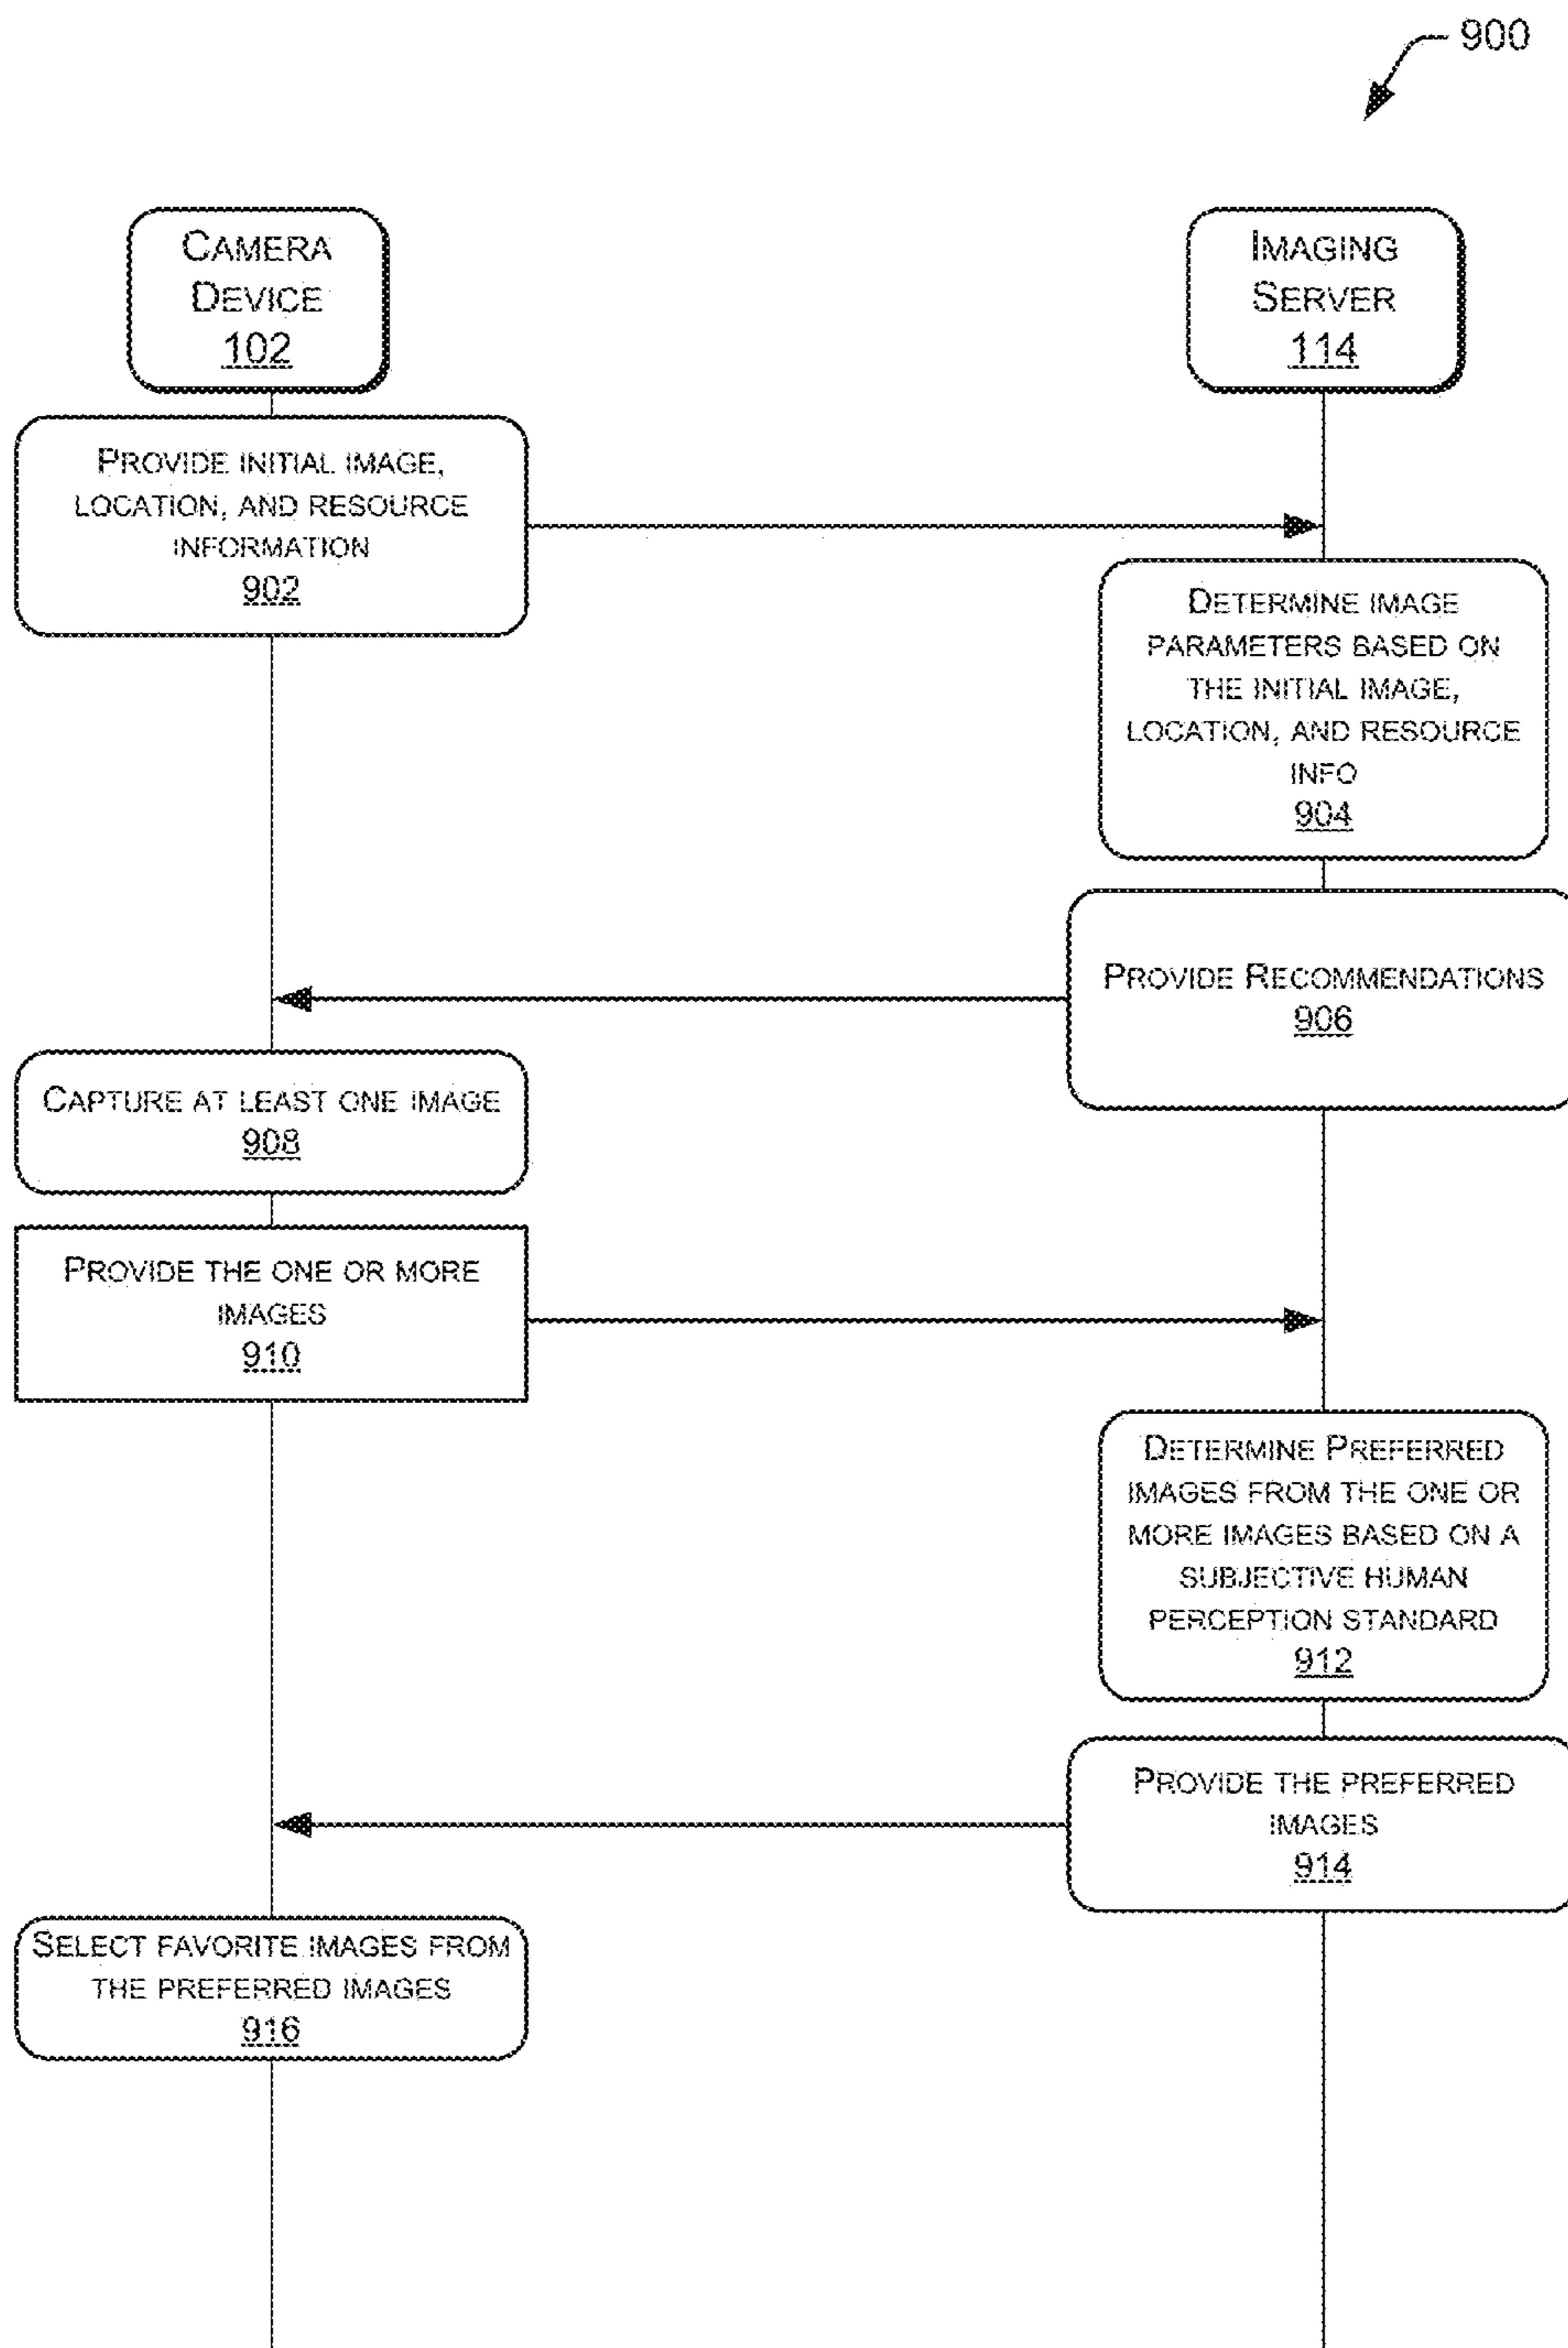 900
CAMERA
DEVICE
102
IMAGING
SERVER
114
PROVIDE INITIAL IMAGE,
LOCATION, AND RESOURCE
INFORMATION
902
DETERMINE IMAGE
PARAMETERS BASED ON
THE INITIAL IMAGE,
LOCATION, AND RESOURCE
INFO
904
PROVIDE RECOMMENDATIONS
906
CAPTURE AT LEAST ONE IMAGE
908
PROVIDE THE ONE OR MORE
IMAGES
910
DETERMINE PREFERRED
IMAGES FROM THE ONE OR
MORE IMAGES BASED ON A
SUBJECTIVE HUMAN
PERCEPTION STANDARD
912
PROVIDE THE PREFERRED
IMAGES
914
SELECT FAVORITE IMAGES FROM
THE PREFERRED IMAGES
916